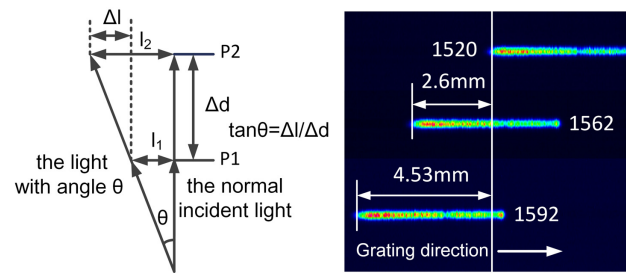 Δl
l₂
P2
Δd
tanθ=Δl/Δd
l₁
P1
the light
with angle θ
the normal
incident light
θ
1520
2.6mm
1562
4.53mm
1592
Grating direction